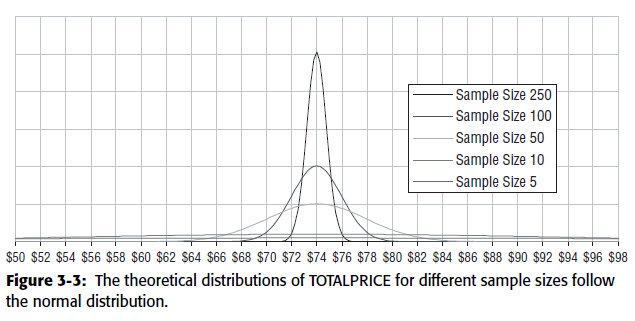 Sample Size 250
Sample Size 100
Sample Size 50
Sample Size 10
Sample Size 5
$50 $52 $54 $56 $58 $60 $62 $64 $66 $68 $70 $72 $74 $76 $78 $80 $82 $84 $86 $88 $90 $92 $94 $96 $98
Figure 3-3: The theoretical distributions of TOTALPRICE for different sample sizes follow
the normal distribution.